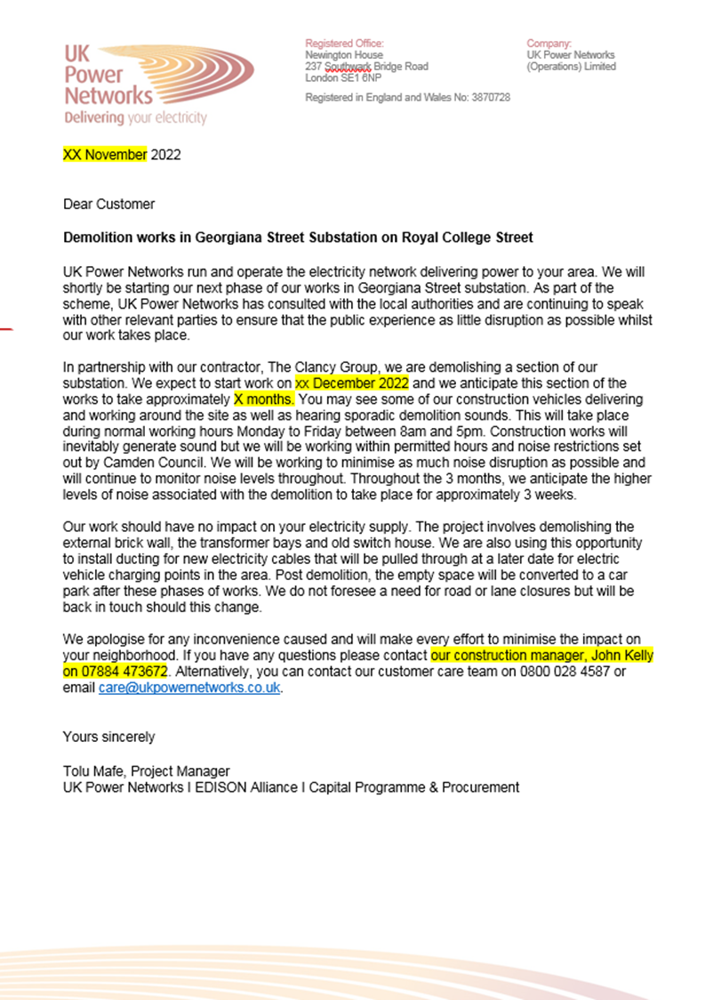 UK
Power
Networks
Delivering your electricity
Registered Office:
Newington House
237 Southwark Bridge Road
London SE1 6NP
Registered in England and Wales No: 3870728
Company:
UK Power Networks
(Operations) Limited
XX November 2022
Dear Customer
Demolition works in Georgiana Street Substation on Royal College Street
UK Power Networks run and operate the electricity network delivering power to your area. We will
shortly be starting our next phase of our works in Georgiana Street substation. As part of the
scheme, UK Power Networks has consulted with the local authorities and are continuing to speak
with other relevant parties to ensure that the public experience as little disruption as possible whilst
our work takes place.
In partnership with our contractor, The Clancy Group, we are demolishing a section of our
substation. We expect to start work on xx December 2022 and we anticipate this section of the
works to take approximately X months. You may see some of our construction vehicles delivering
and working around the site as well as hearing sporadic demolition sounds. This will take place
during normal working hours Monday to Friday between 8am and 5pm. Construction works will
inevitably generate sound but we will be working within permitted hours and noise restrictions set
out by Camden Council. We will be working to minimise as much noise disruption as possible and
will continue to monitor noise levels throughout. Throughout the 3 months, we anticipate the higher
levels of noise associated with the demolition to take place for approximately 3 weeks.
Our work should have no impact on your electricity supply. The project involves demolishing the
external brick wall, the transformer bays and old switch house. We are also using this opportunity
to install ducting for new electricity cables that will be pulled through at a later date for electric
vehicle charging points in the area. Post demolition, the empty space will be converted to a car
park after these phases of works. We do not foresee a need for road or lane closures but will be
back in touch should this change.
We apologise for any inconvenience caused and will make every effort to minimise the impact on
your neighborhood. If you have any questions please contact our construction manager, John Kelly
on 07884 473672. Alternatively, you can contact our customer care team on 0800 028 4587 or
email care@ukpowernetworks.co.uk.
Yours sincerely
Tolu Mafe, Project Manager
UK Power Networks I EDISON Alliance I Capital Programme & Procurement